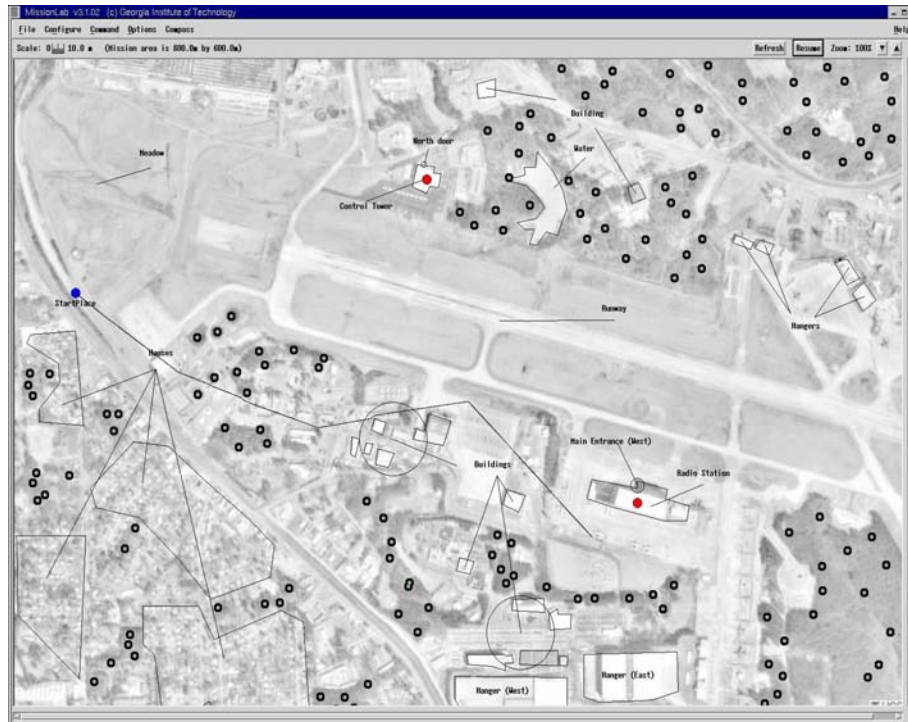 MissionLab v3.1.02 (c) Georgia Institute of Technology
File Configure Command Options Compass Help
Scale: 0 10.0 m (Mission area is 800.0m by 600.0m) Refresh Resume Zoom: 100%
Building
North door
Meadow
Water
Control Tower
StartPlace
Runway
Hangers
Houses
Main Entrance (West)
Buildings
Radio Station
Hanger (West)
Hanger (East)